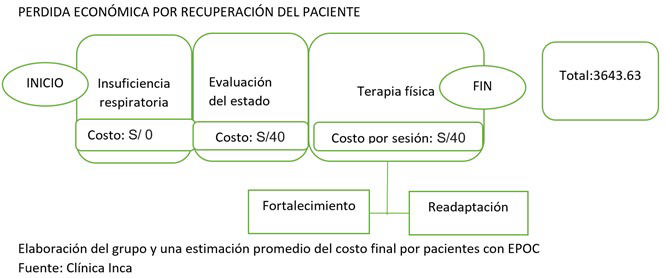 PERDIDA ECONÓMICA POR RECUPERACIÓN DEL PACIENTE
INICIO
Insuficiencia
respiratoria
Costo: S/ 0
Evaluación
del estado
Costo: S/40
Terapia física
Costo por sesión: S/40
FIN
Total:3643.63
Fortalecimiento
Readaptación
Elaboración del grupo y una estimación promedio del costo final por pacientes con EPOC
Fuente: Clínica Inca